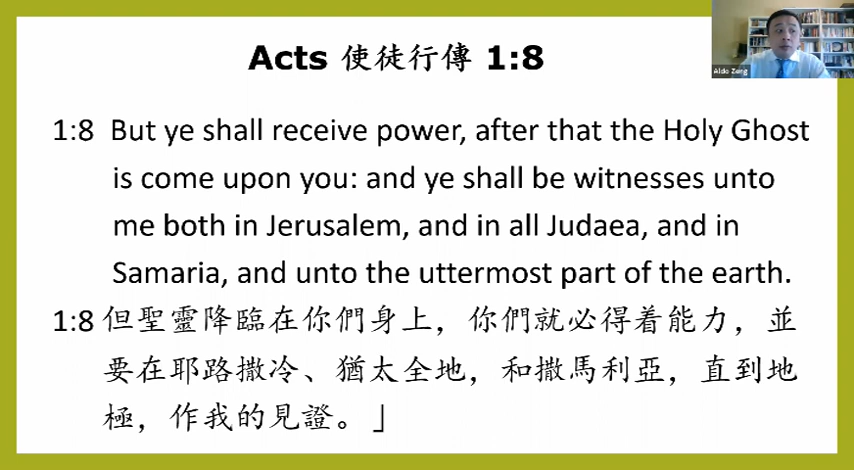 Acts 使徒行傳 1:8
Aldo Zang
1:8 But ye shall receive power, after that the Holy Ghost
is come upon you: and ye shall be witnesses unto
me both in Jerusalem, and in all Judaea, and in
Samaria, and unto the uttermost part of the earth.
1:8 但聖靈降臨在你們身上，你們就必得着能力，並
要在耶路撒冷、猶太全地，和撒馬利亞，直到地
極，作我的見證。」